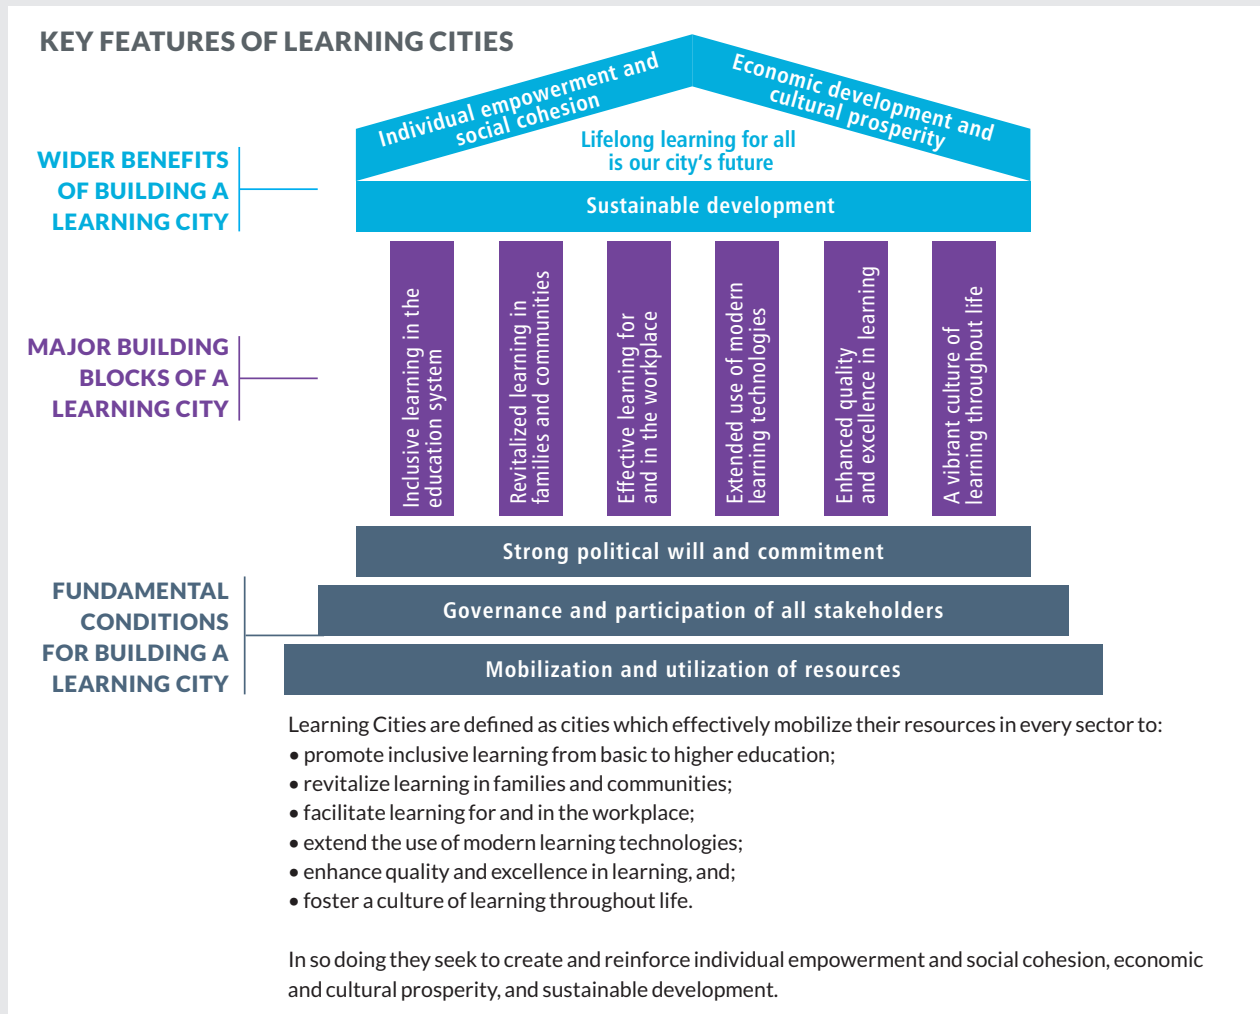 KEY FEATURES OF LEARNING CITIES
Individual empowerment and
social cohesion
Economic development and
cultural prosperity
Lifelong learning for all
is our city's future
WIDER BENEFITS
OF BUILDING A
LEARNING CITY
Sustainable development
MAJOR BUILDING
BLOCKS OF A
LEARNING CITY
Inclusive learning in the
education system
Revitalized learning in
families and communities
Effective learning for
and in the workplace
Extended use of modern
learning technologies
Enhanced quality
and excellence in learning
A vibrant culture of
learning throughout life
FUNDAMENTAL
CONDITIONS
FOR BUILDING A
LEARNING CITY
Strong political will and commitment
Governance and participation of all stakeholders
Mobilization and utilization of resources
Learning Cities are defined as cities which effectively mobilize their resources in every sector to:
• promote inclusive learning from basic to higher education;
• revitalize learning in families and communities;
• facilitate learning for and in the workplace;
• extend the use of modern learning technologies;
• enhance quality and excellence in learning, and;
• foster a culture of learning throughout life.
In so doing they seek to create and reinforce individual empowerment and social cohesion, economic
and cultural prosperity, and sustainable development.